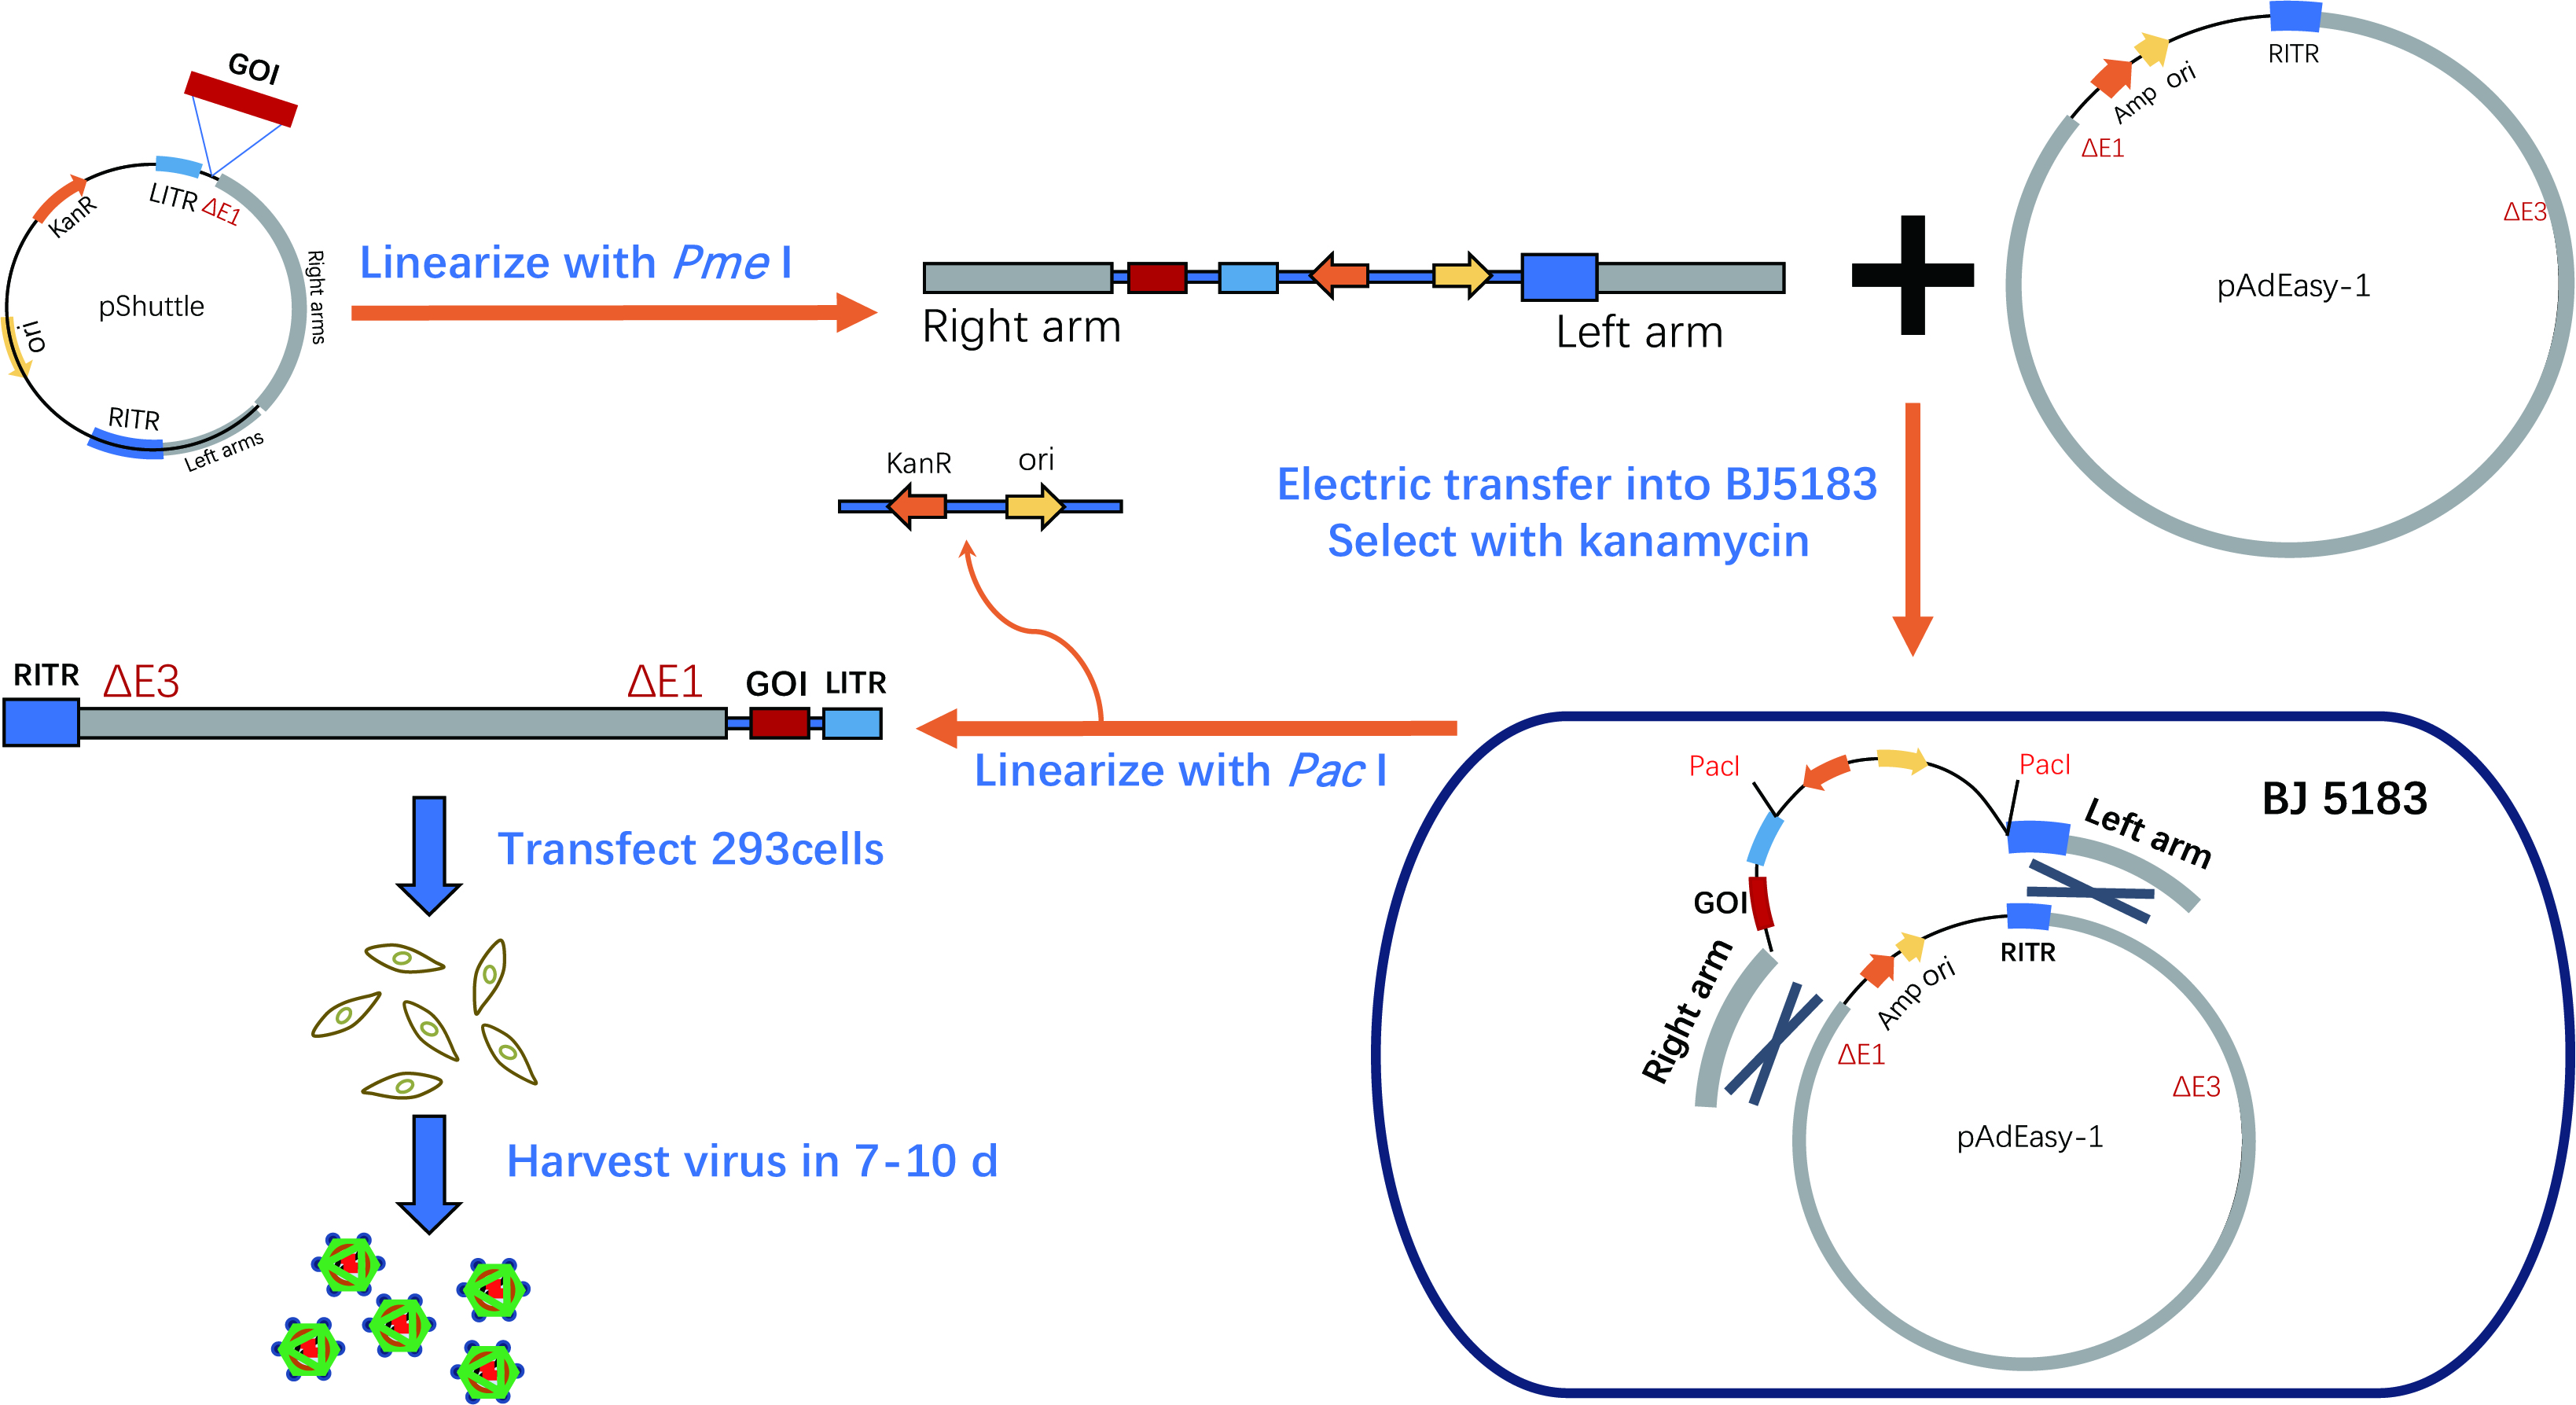 GOI
KanR
LITR
ΔE1
Right arms
pShuttle
ori
RITR
Left arms
Linearize with Pme I
Right arm
Left arm
RITR
Amp
ori
ΔE1
ΔE3
pAdEasy-1
KanR
ori
Electric transfer into BJ5183
Select with kanamycin
RITR
ΔE3
ΔE1
GOI
LITR
Linearize with Pac I
PacI
PacI
BJ 5183
Left arm
GOI
Right arm
RITR
Amp
ori
ΔE1
ΔE3
pAdEasy-1
Transfect 293cells
Harvest virus in 7-10 d